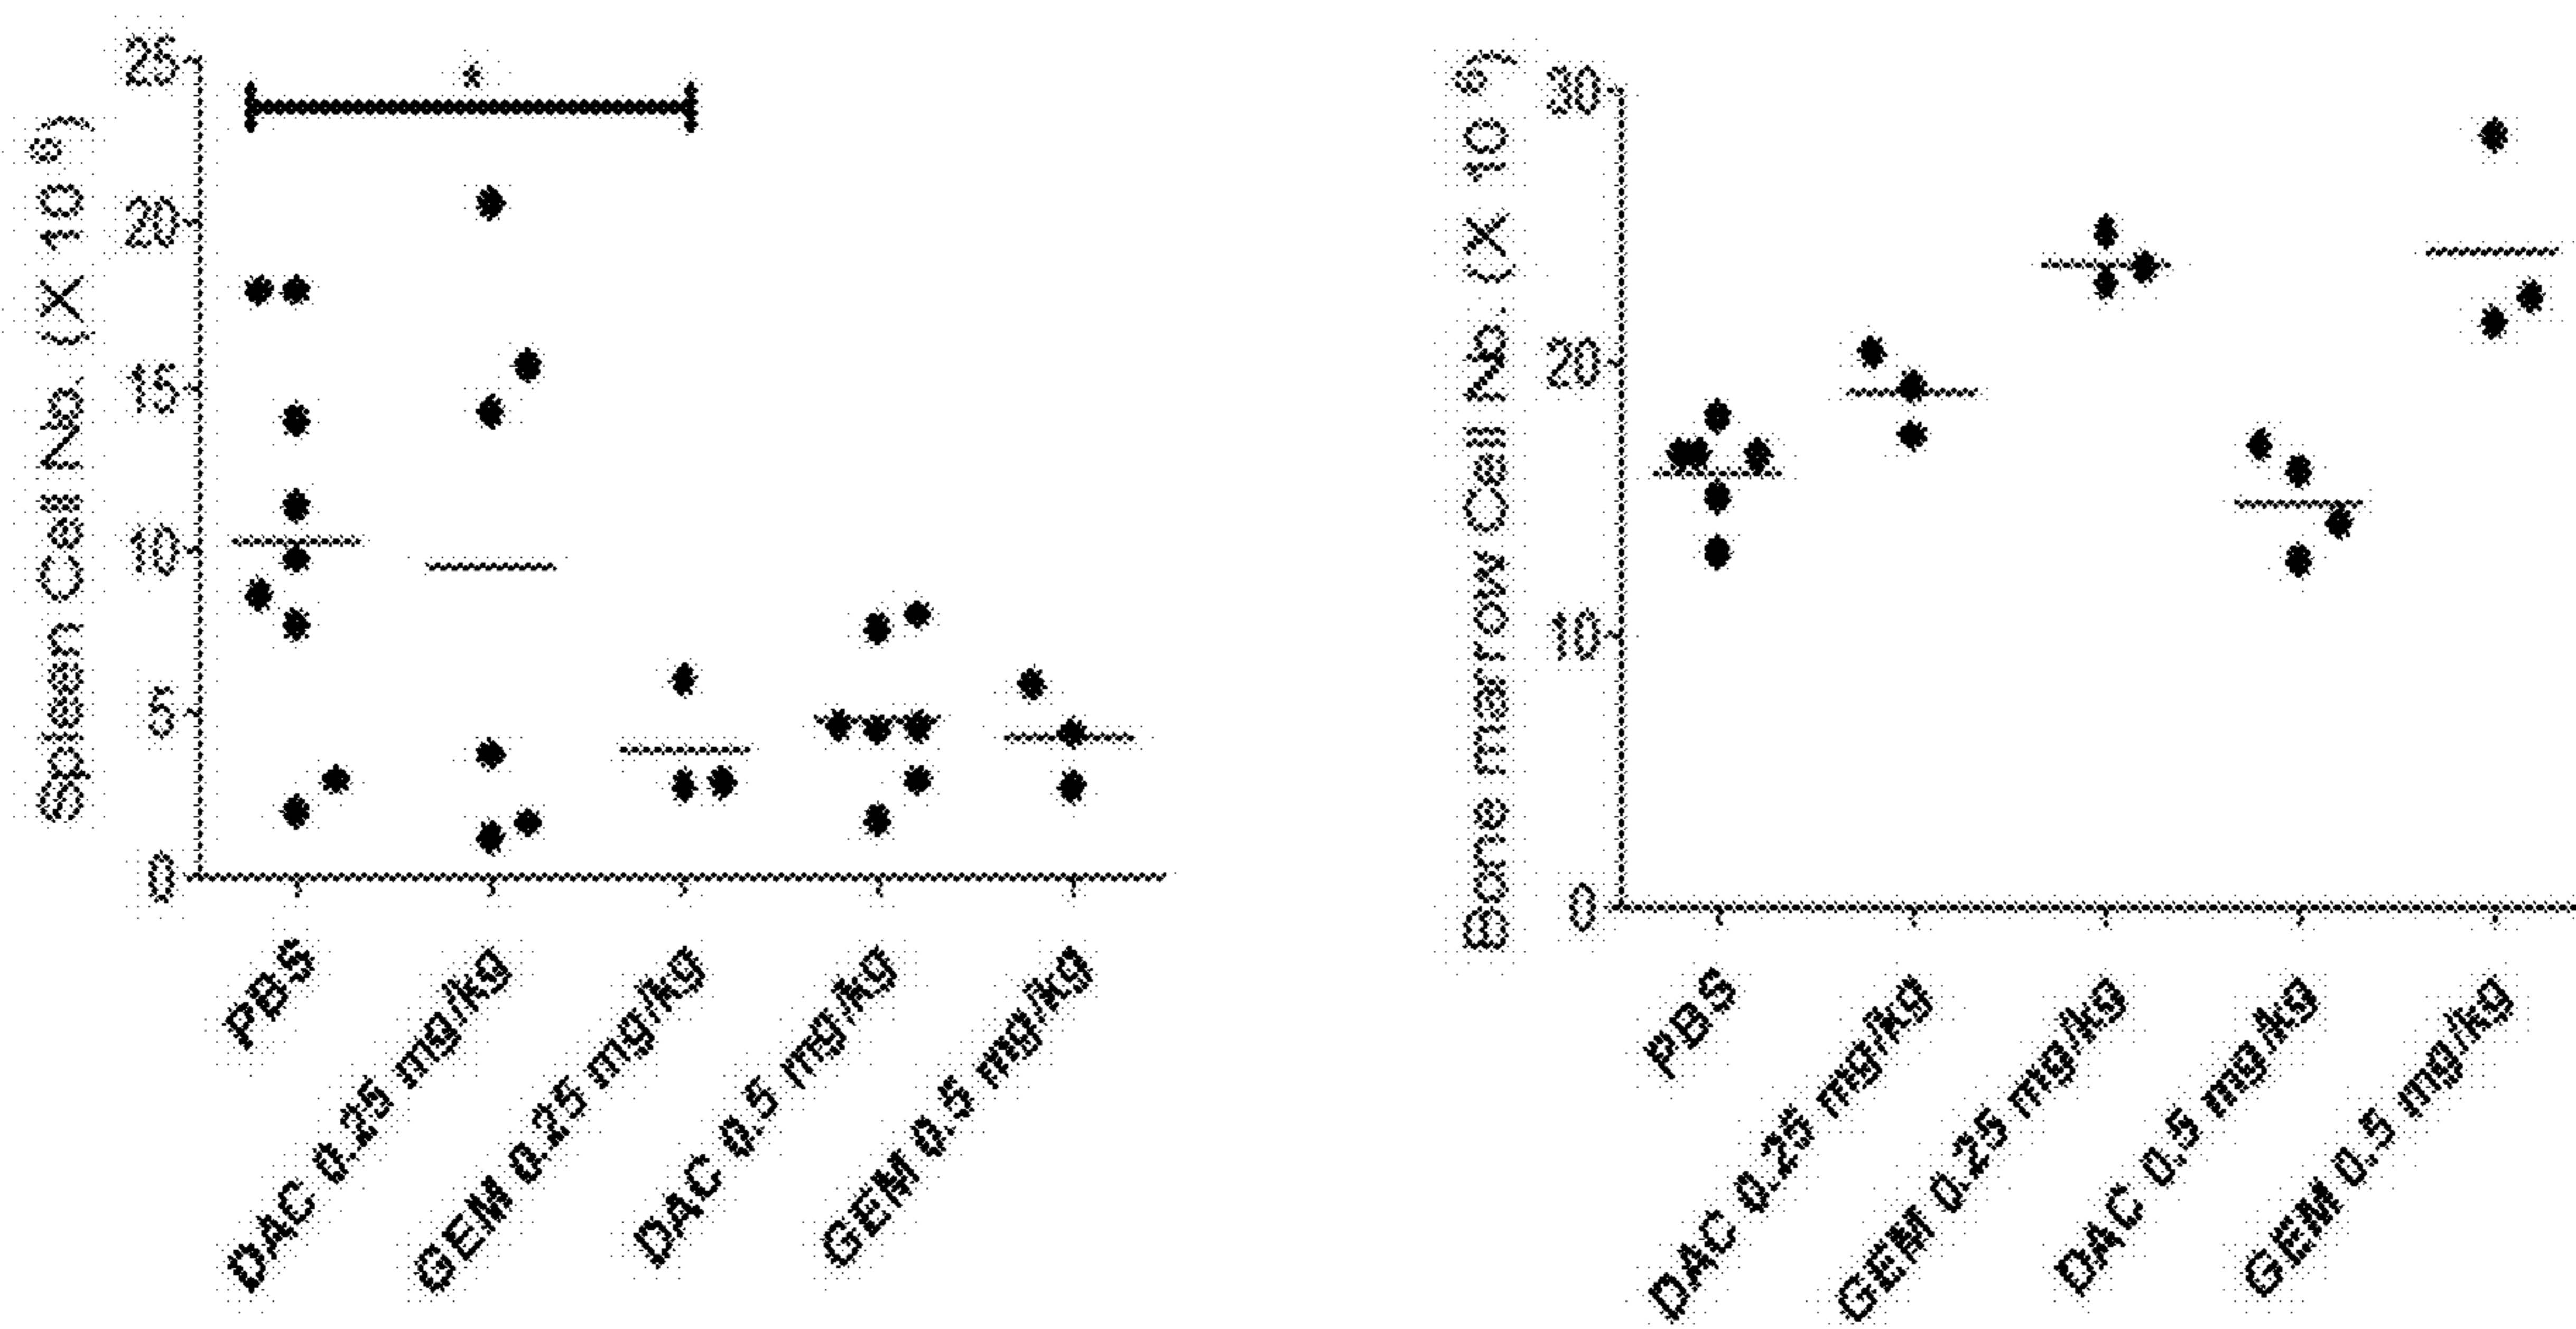 Spleen Cell No. (X 10⁶)
25
20
15
10
5
0
*
PBS
DAC 0.25 mg/kg
GEM 0.25 mg/kg
DAC 0.5 mg/kg
GEM 0.5 mg/kg
Bone marrow Cell No. (X 10⁶)
30
20
10
0
PBS
DAC 0.25 mg/kg
GEM 0.25 mg/kg
DAC 0.5 mg/kg
GEM 0.5 mg/kg